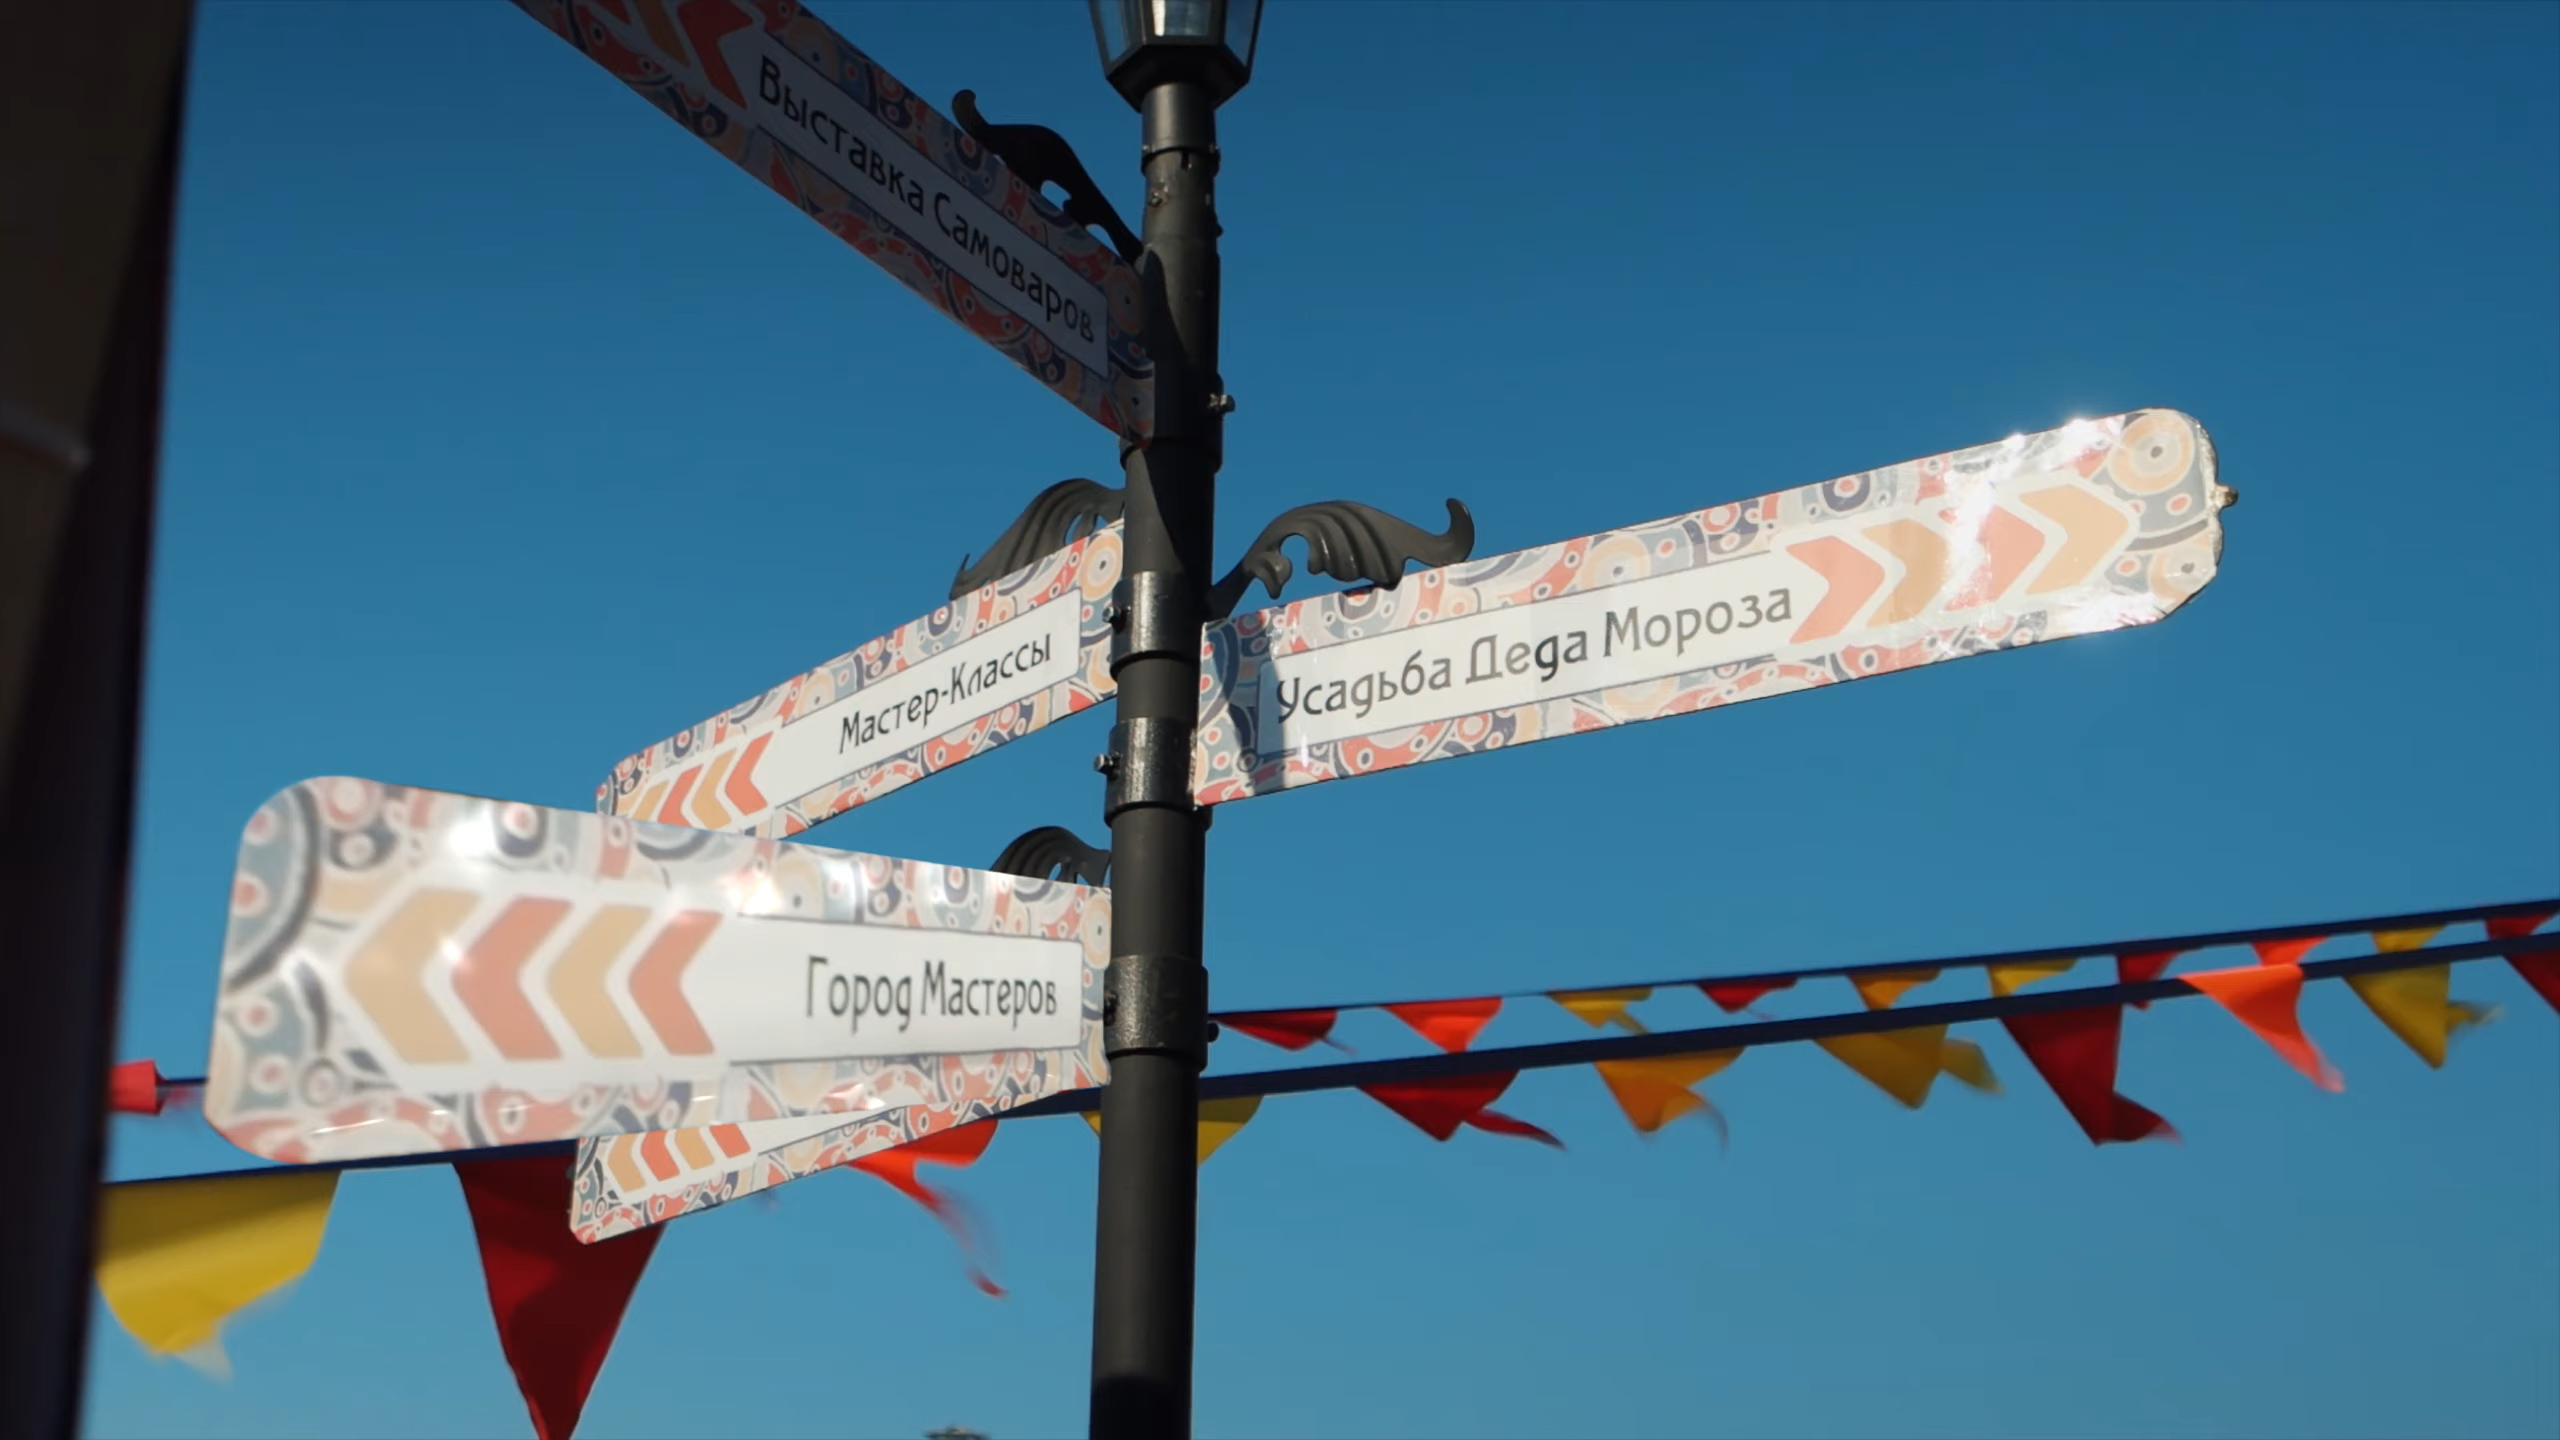 Выставка Самоваров
Мастер-Классы
Усадьба Деда Мороза
Город Мастеров